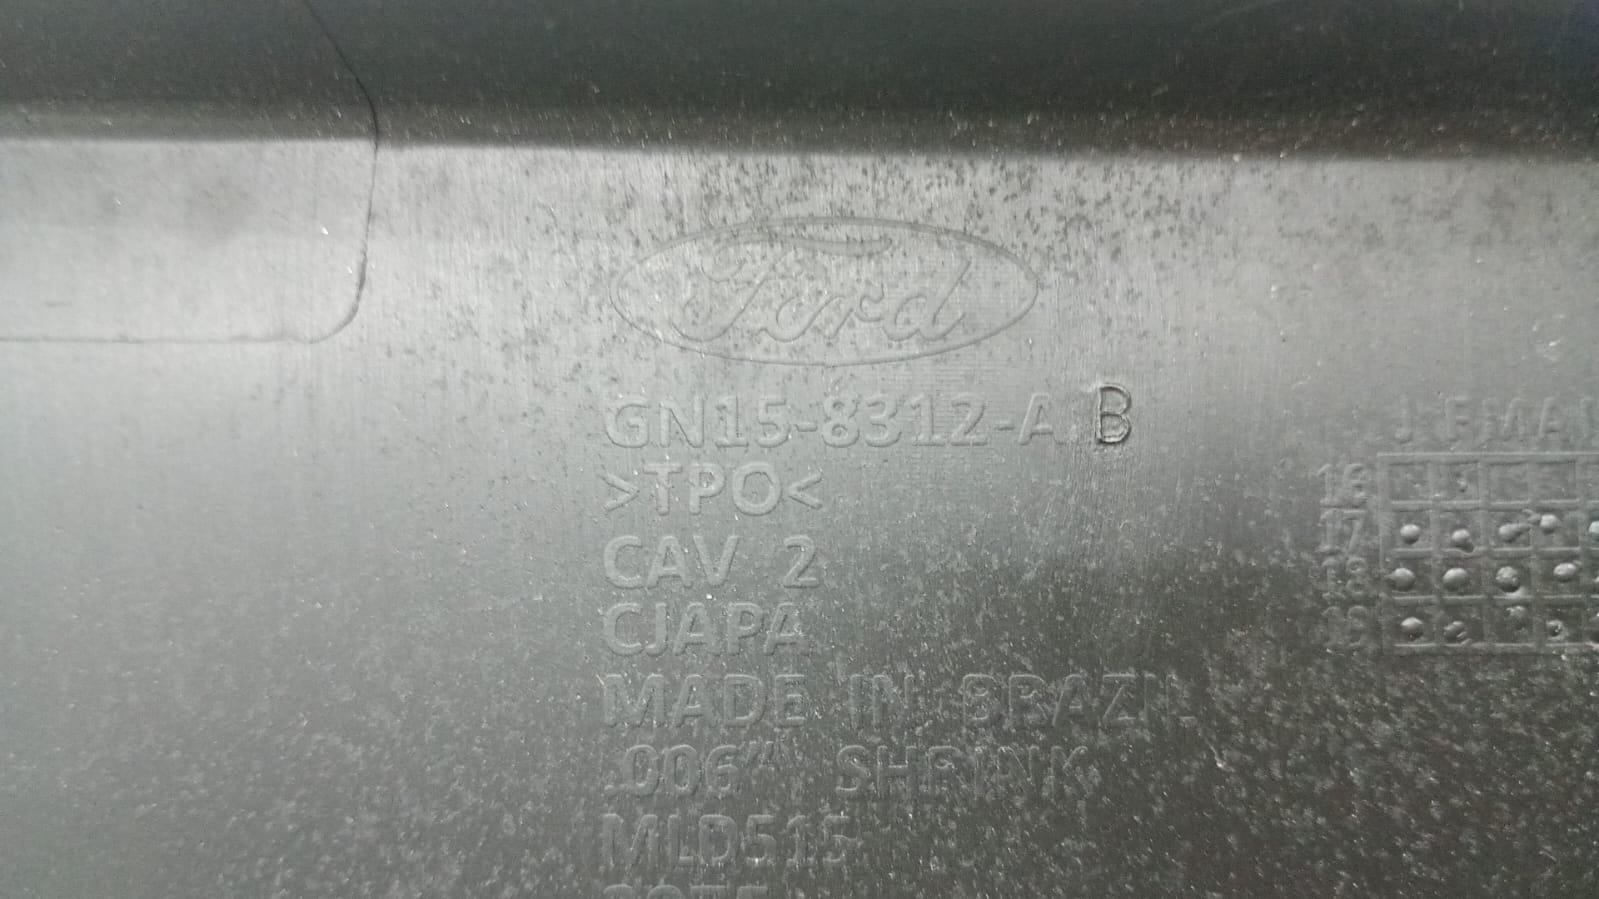 Ford
GN15-8312-A B
>TPO<
CAV 2
CJAPA
MADE IN BRAZIL
.006" SHRINK
MLD515
J F M A
16
17
18
19